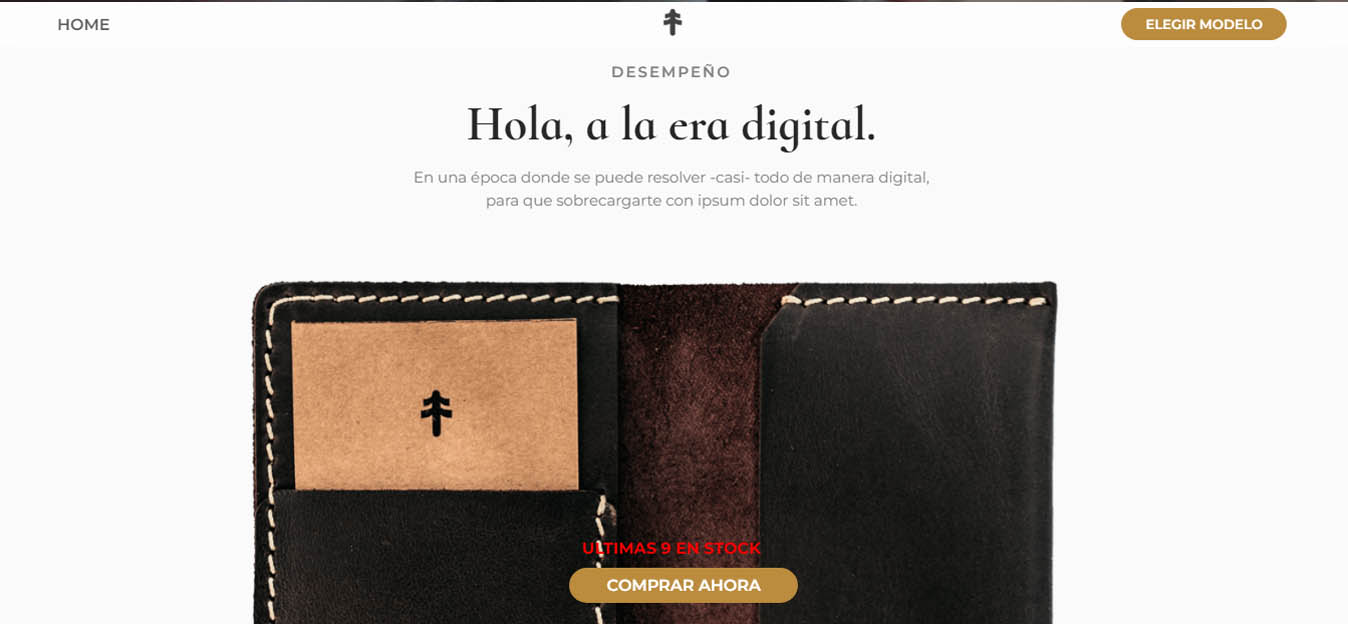 HOME
ELEGIR MODELO
DESEMPEÑO
Hola, a la era digital.
En una época donde se puede resolver -casi- todo de manera digital,
para que sobrecargarte con ipsum dolor sit amet.
ULTIMAS 9 EN STOCK
COMPRAR AHORA